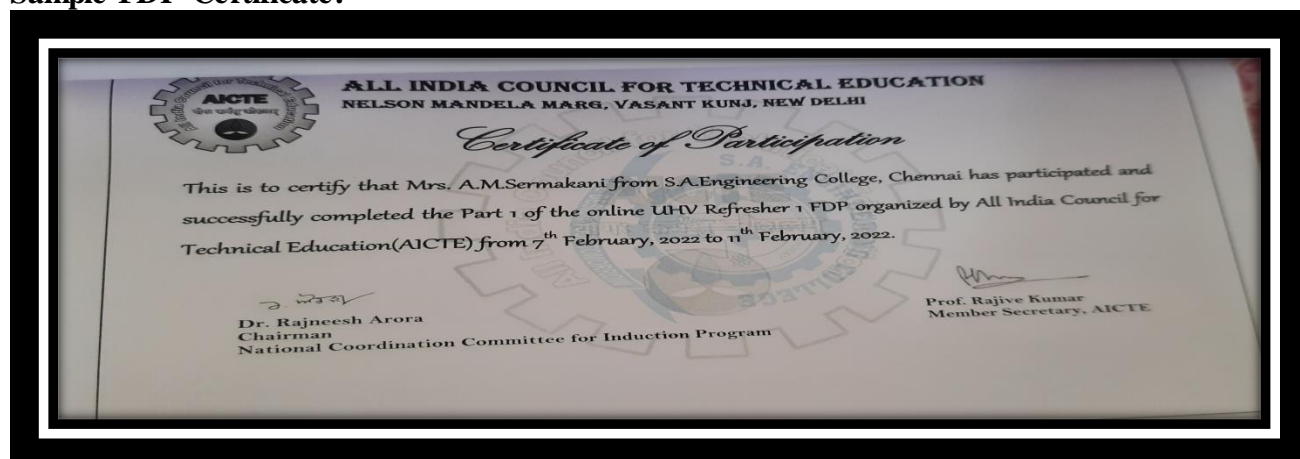 Sample FDP Certificate:
AICTE
ALL INDIA COUNCIL FOR TECHNICAL EDUCATION
NELSON MANDELA MARG, VASANT KUNJ, NEW DELHI
Certificate of Participation
This is to certify that Mrs. A.M.Sermakani from S.A.Engineering College, Chennai has participated and
successfully completed the Part 1 of the online UHV Refresher 1 FDP organized by All India Council for
Technical Education(AICTE) from 7th February, 2022 to 11th February, 2022.
Dr. Rajneesh Arora
Chairman
National Coordination Committee for Induction Program
Prof. Rajive Kumar
Member Secretary, AICTE